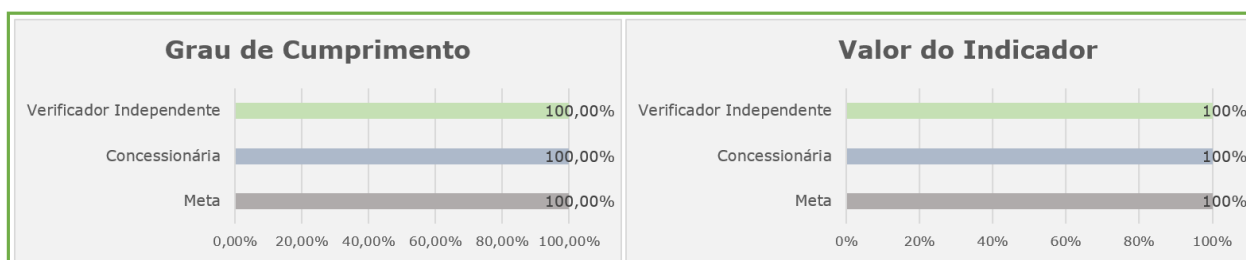 Grau de Cumprimento
Verificador Independente 100,00%
Concessionária 100,00%
Meta 100,00%
0,00% 20,00% 40,00% 60,00% 80,00% 100,00%
Valor do Indicador
Verificador Independente 100%
Concessionária 100%
Meta 100%
0% 20% 40% 60% 80% 100%